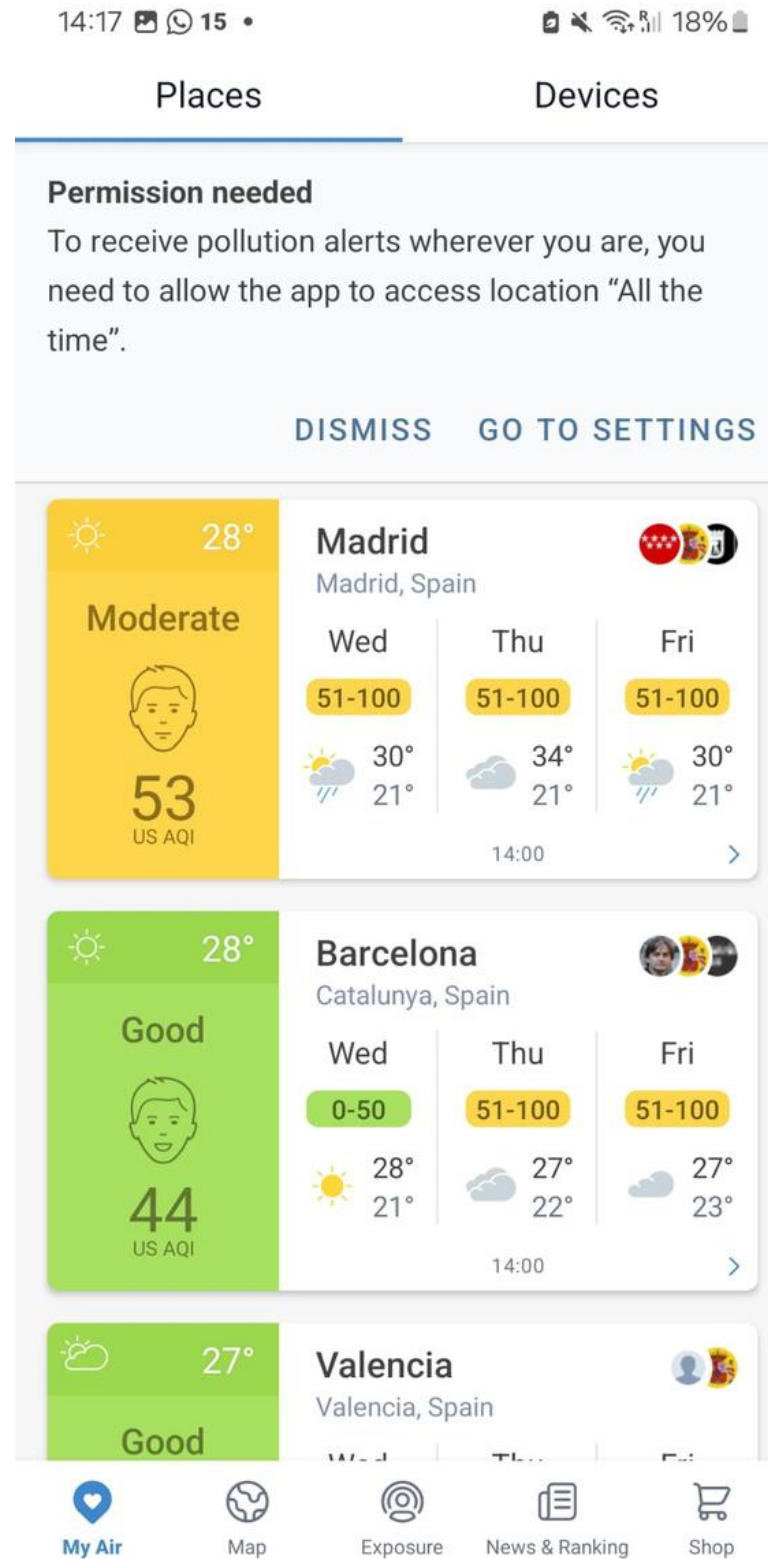 14:17 15 • 18%
Places Devices
Permission needed
To receive pollution alerts wherever you are, you
need to allow the app to access location “All the
time”.
DISMISS GO TO SETTINGS
28°
Moderate
53
US AQI
Madrid
Madrid, Spain
Wed Thu Fri
51-100 51-100 51-100
30° 34° 30°
21° 21° 21°
14:00
28°
Good
44
US AQI
Barcelona
Catalunya, Spain
Wed Thu Fri
0-50 51-100 51-100
28° 27° 27°
21° 22° 23°
14:00
27°
Good
Valencia
Valencia, Spain
My Air Map Exposure News & Ranking Shop